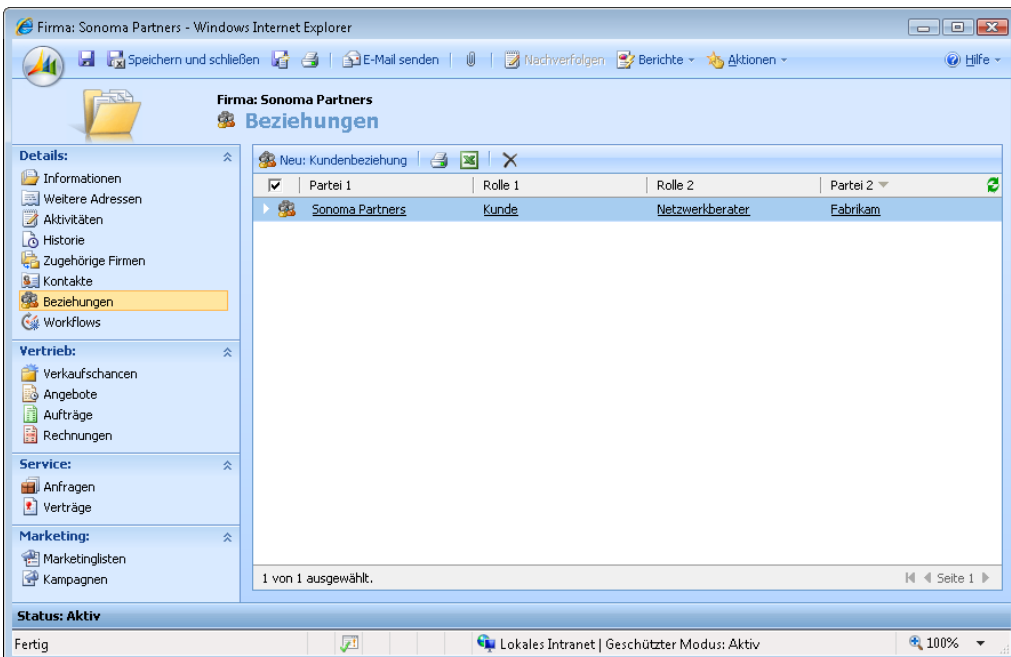 Firma: Sonoma Partners - Windows Internet Explorer
Speichern und schließen E-Mail senden Nachverfolgen Berichte Aktionen Hilfe
Firma: Sonoma Partners
Beziehungen
Details:
Informationen
Weitere Adressen
Aktivitäten
Historie
Zugehörige Firmen
Kontakte
Beziehungen
Workflows
Vertrieb:
Verkaufschancen
Angebote
Aufträge
Rechnungen
Service:
Anfragen
Verträge
Marketing:
Marketinglisten
Kampagnen
Neu: Kundenbeziehung
Partei 1 Rolle 1 Rolle 2 Partei 2
Sonoma Partners Kunde Netzwerkberater Fabrikam
1 von 1 ausgewählt. Seite 1
Status: Aktiv
Fertig Lokales Intranet | Geschützter Modus: Aktiv 100%